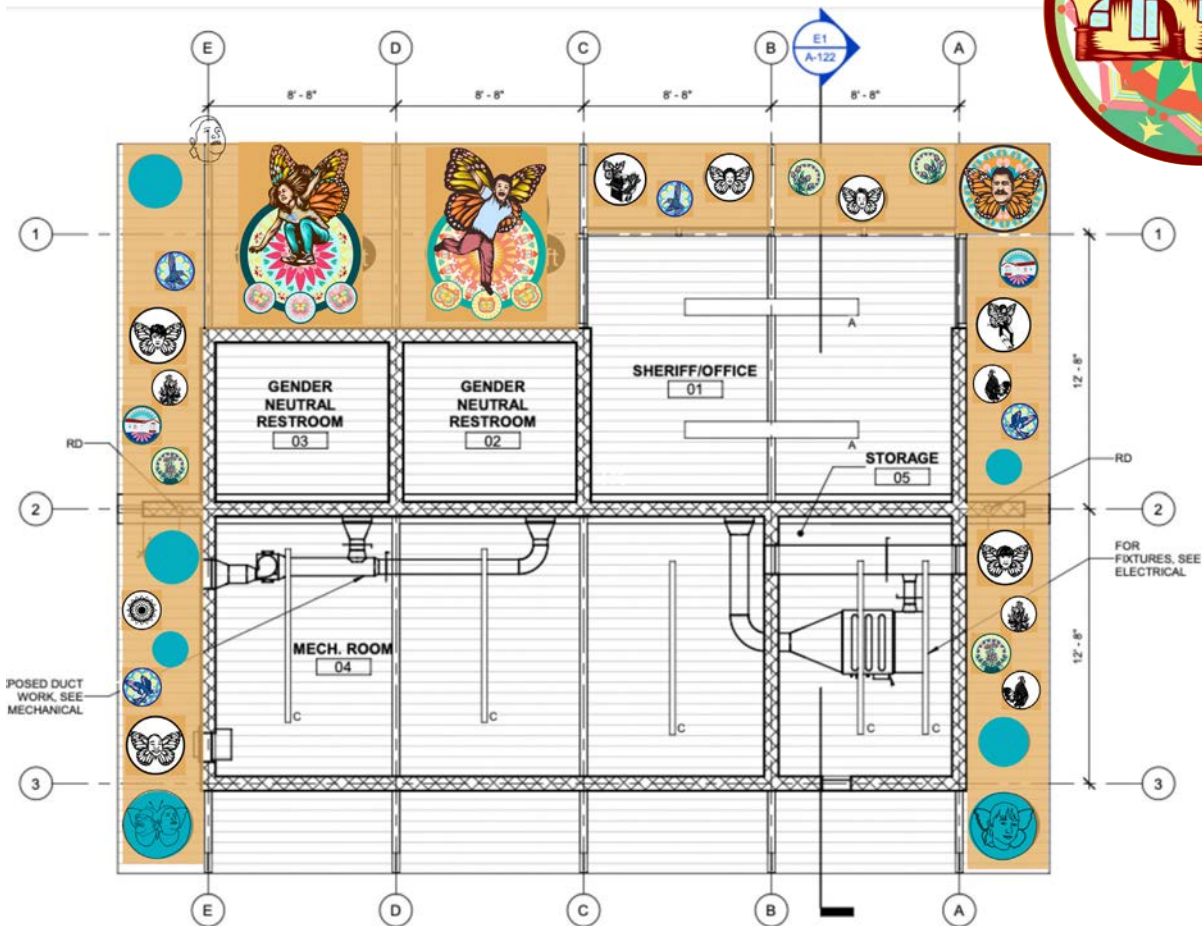 E1
A-122
E
D
C
B
A
8' - 8"
8' - 8"
8' - 8"
8' - 8"
1
1
12' - 8"
A
SHERIFF/OFFICE
01
GENDER
NEUTRAL
RESTROOM
03
GENDER
NEUTRAL
RESTROOM
02
A
RD
STORAGE
05
RD
2
2
FOR
FIXTURES, SEE
ELECTRICAL
MECH. ROOM
04
12' - 8"
XPOSED DUCT
WORK, SEE
MECHANICAL
C
C
C
C
C
3
3
E
D
C
B
A